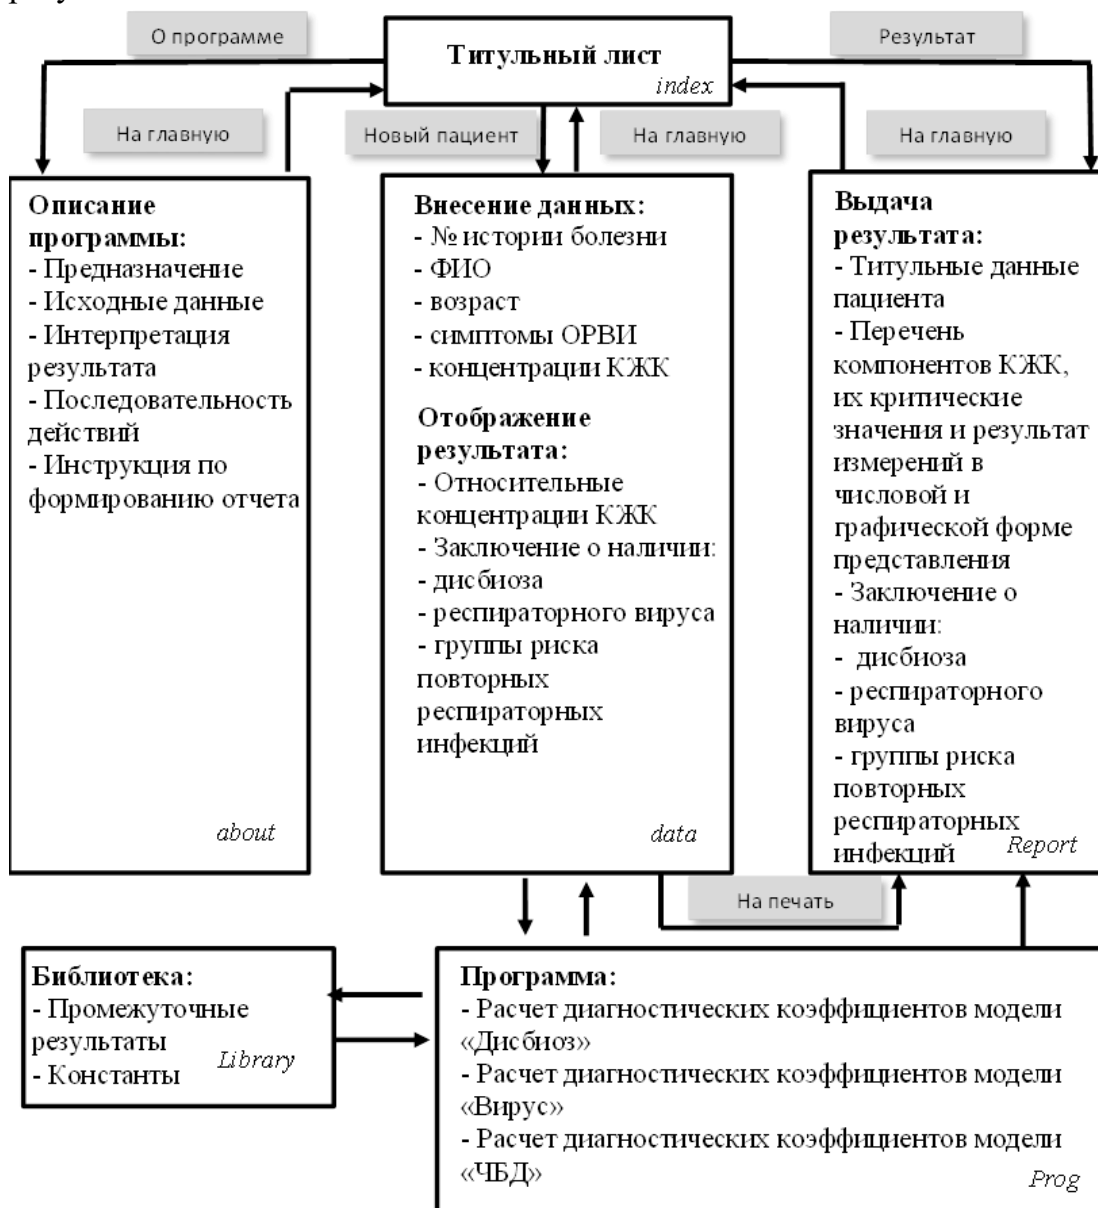 О программе
Титульный лист
index
Результат
На главную
Новый пациент
На главную
На главную
Описание
программы:
- Предназначение
- Исходные данные
- Интерпретация
результата
- Последовательность
действий
- Инструкция по
формированию отчета
about
Внесение данных:
- № истории болезни
- ФИО
- возраст
- симптомы ОРВИ
- концентрации КЖК
Отображение
результата:
- Относительные
концентрации КЖК
- Заключение о наличии:
- дисбиоза
- респираторного вируса
- группы риска
повторных
респираторных
инфекций
data
Выдача
результата:
- Титульные данные
пациента
- Перечень
компонентов КЖК,
их критические
значения и результат
измерений в
числовой и
графической форме
представления
- Заключение о
наличии:
- дисбиоза
- респираторного
вируса
- группы риска
повторных
респираторных
инфекций
Report
На печать
Библиотека:
- Промежуточные
результаты
- Константы
Library
Программа:
- Расчет диагностических коэффициентов модели
«Дисбиоз»
- Расчет диагностических коэффициентов модели
«Вирус»
- Расчет диагностических коэффициентов модели
«ЧБД»
Prog